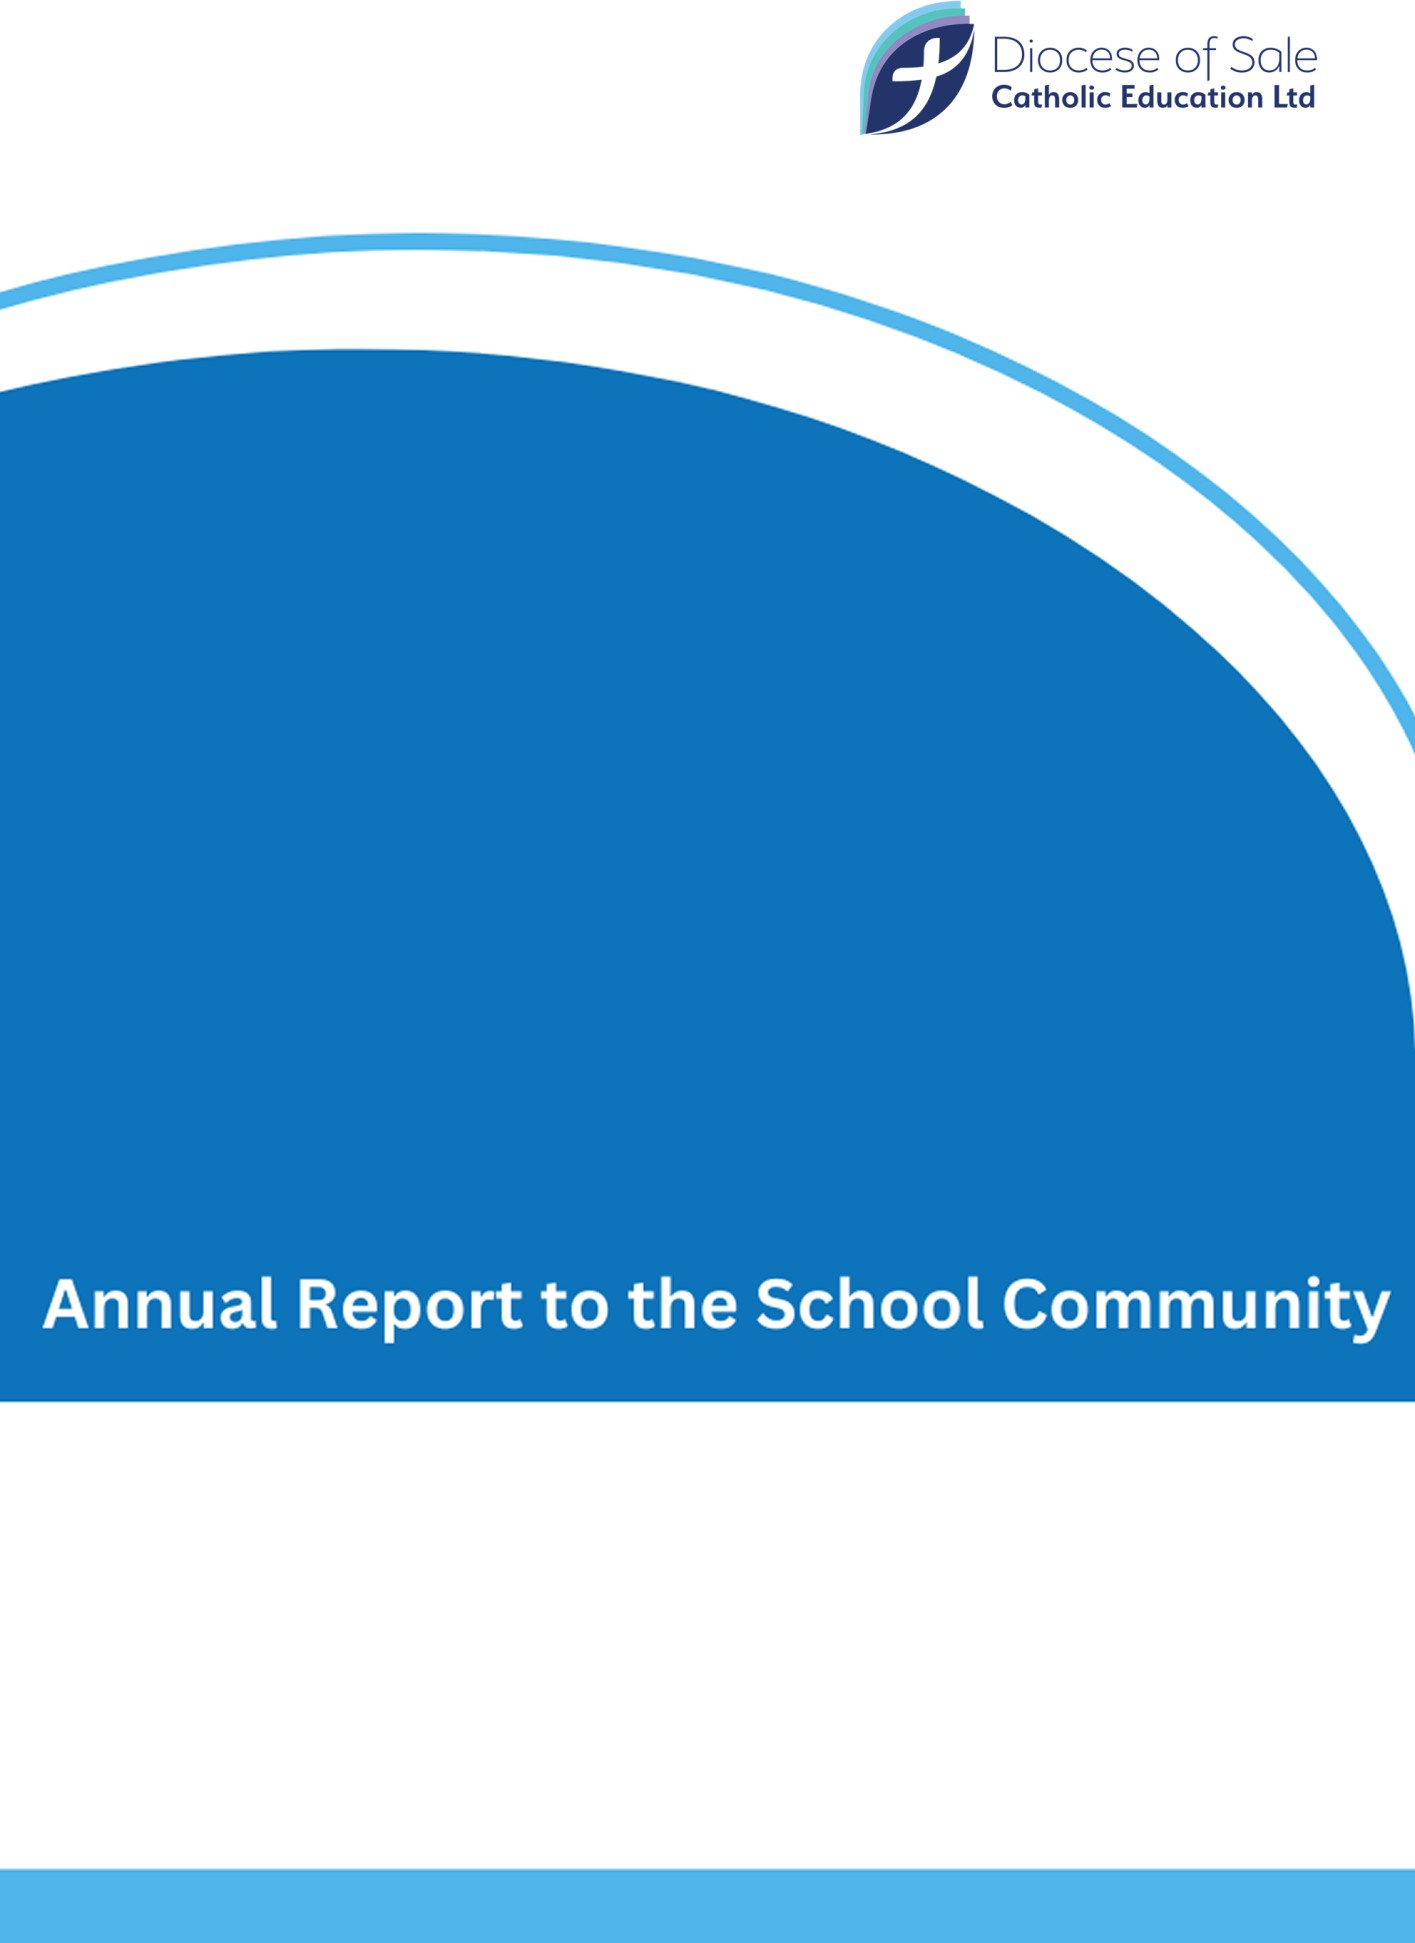 Diocese of Sale
Catholic Education Ltd
Annual Report to the School Community